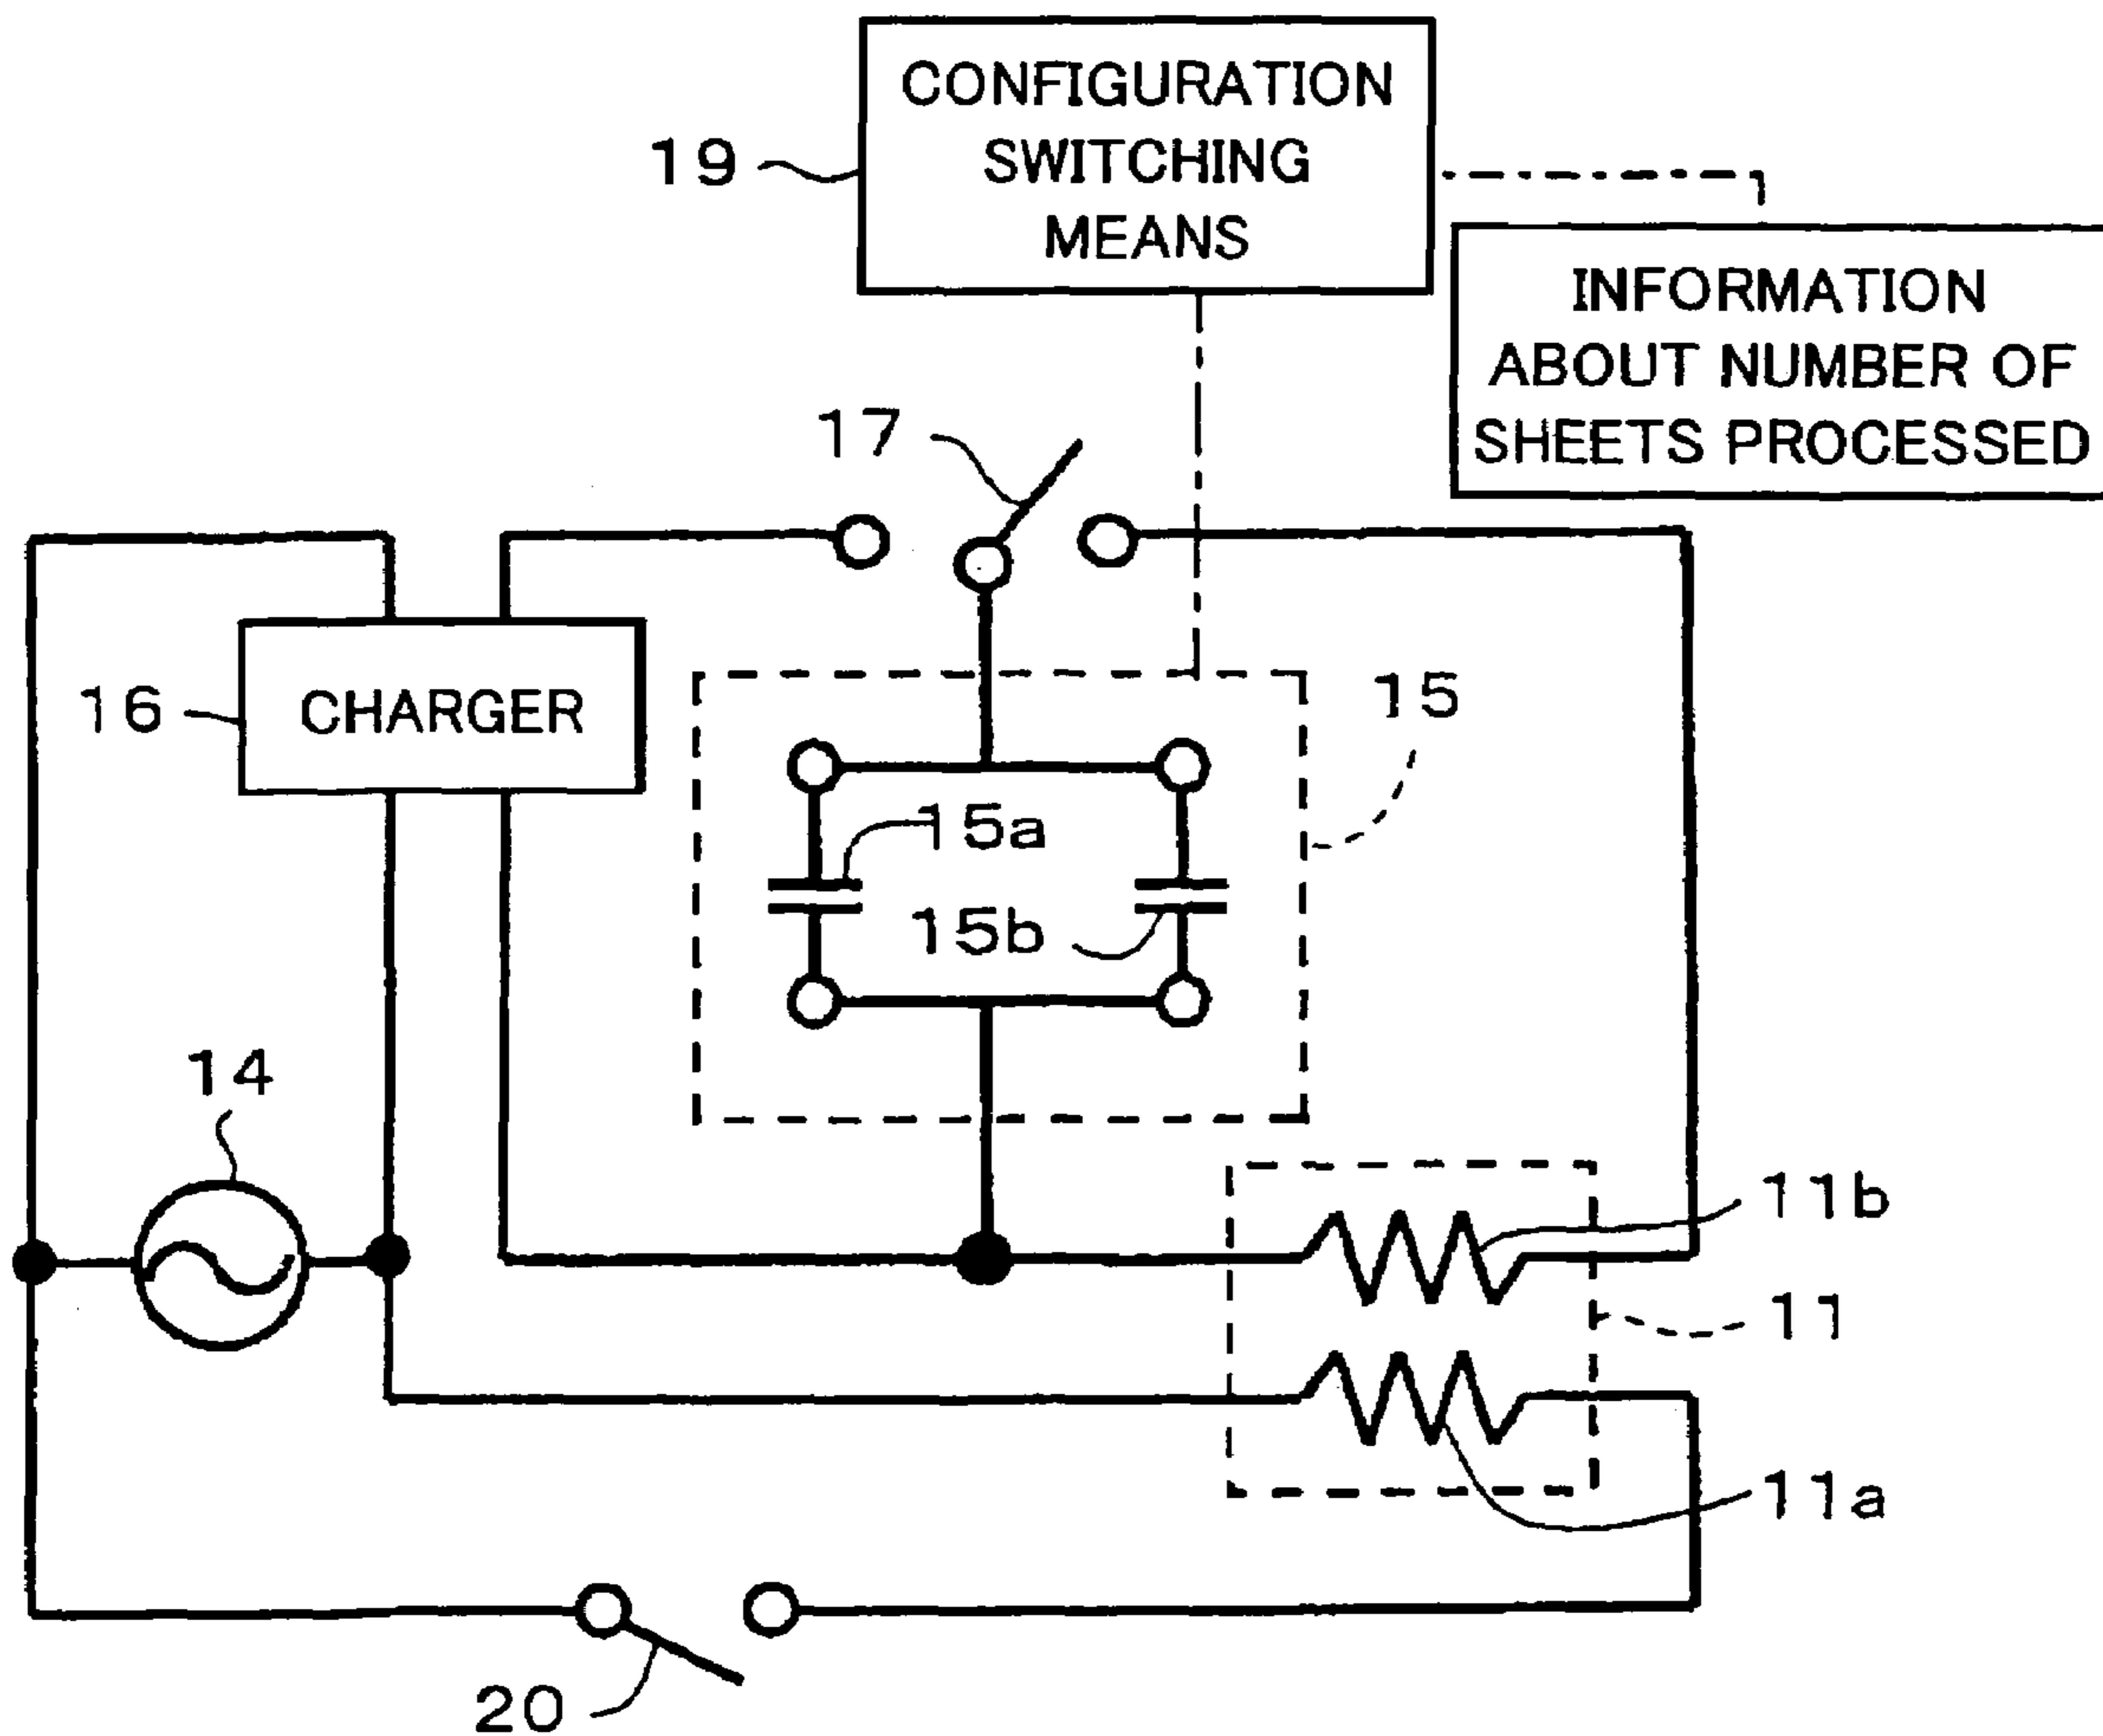 CONFIGURATION
SWITCHING
MEANS
19
INFORMATION
ABOUT NUMBER OF
SHEETS PROCESSED
17
16
CHARGER
15
15a
15b
14
11b
11
11a
20